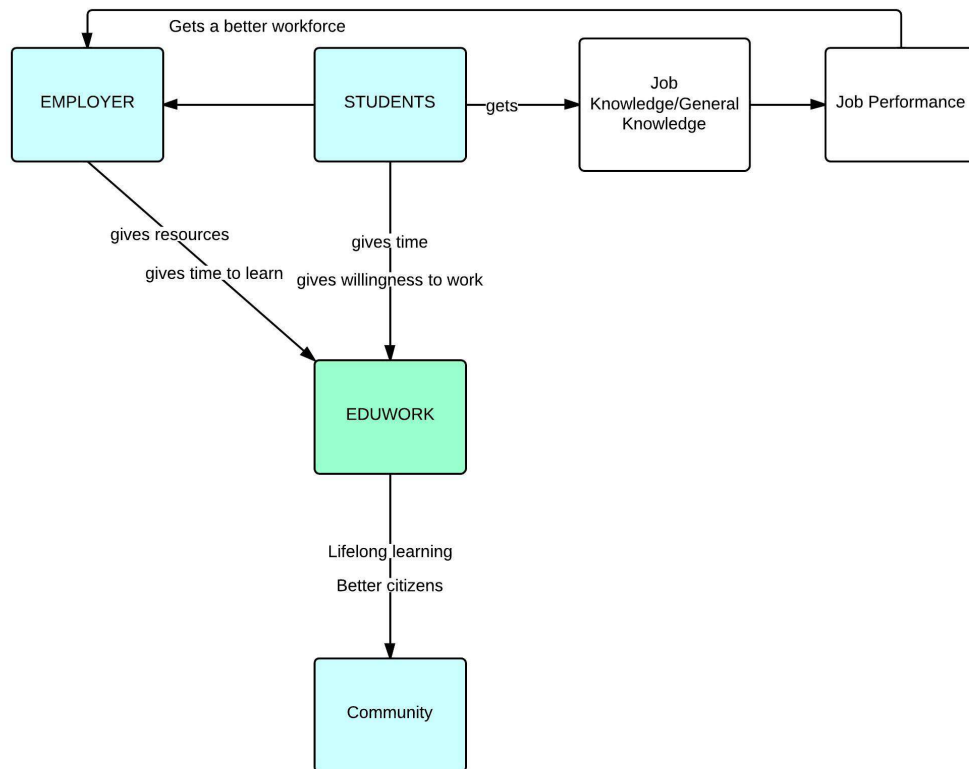 Gets a better workforce
EMPLOYER
STUDENTS
gets
Job
Knowledge/General
Knowledge
Job Performance
gives resources
gives time to learn
gives time
gives willingness to work
EDUWORK
Lifelong learning
Better citizens
Community